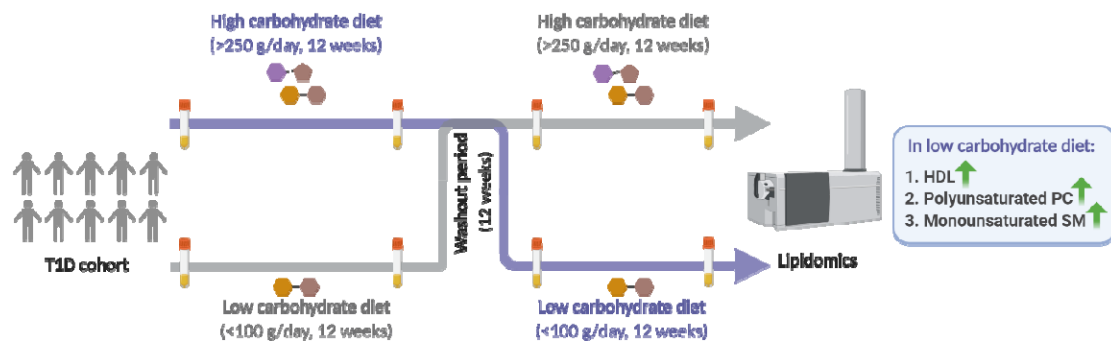 High carbohydrate diet
(>250 g/day, 12 weeks)
High carbohydrate diet
(>250 g/day, 12 weeks)
Washout period
(12 weeks)
T1D cohort
Low carbohydrate diet
(<100 g/day, 12 weeks)
Low carbohydrate diet
(<100 g/day, 12 weeks)
Lipidomics
In low carbohydrate diet:
1. HDL
2. Polyunsaturated PC
3. Monounsaturated SM